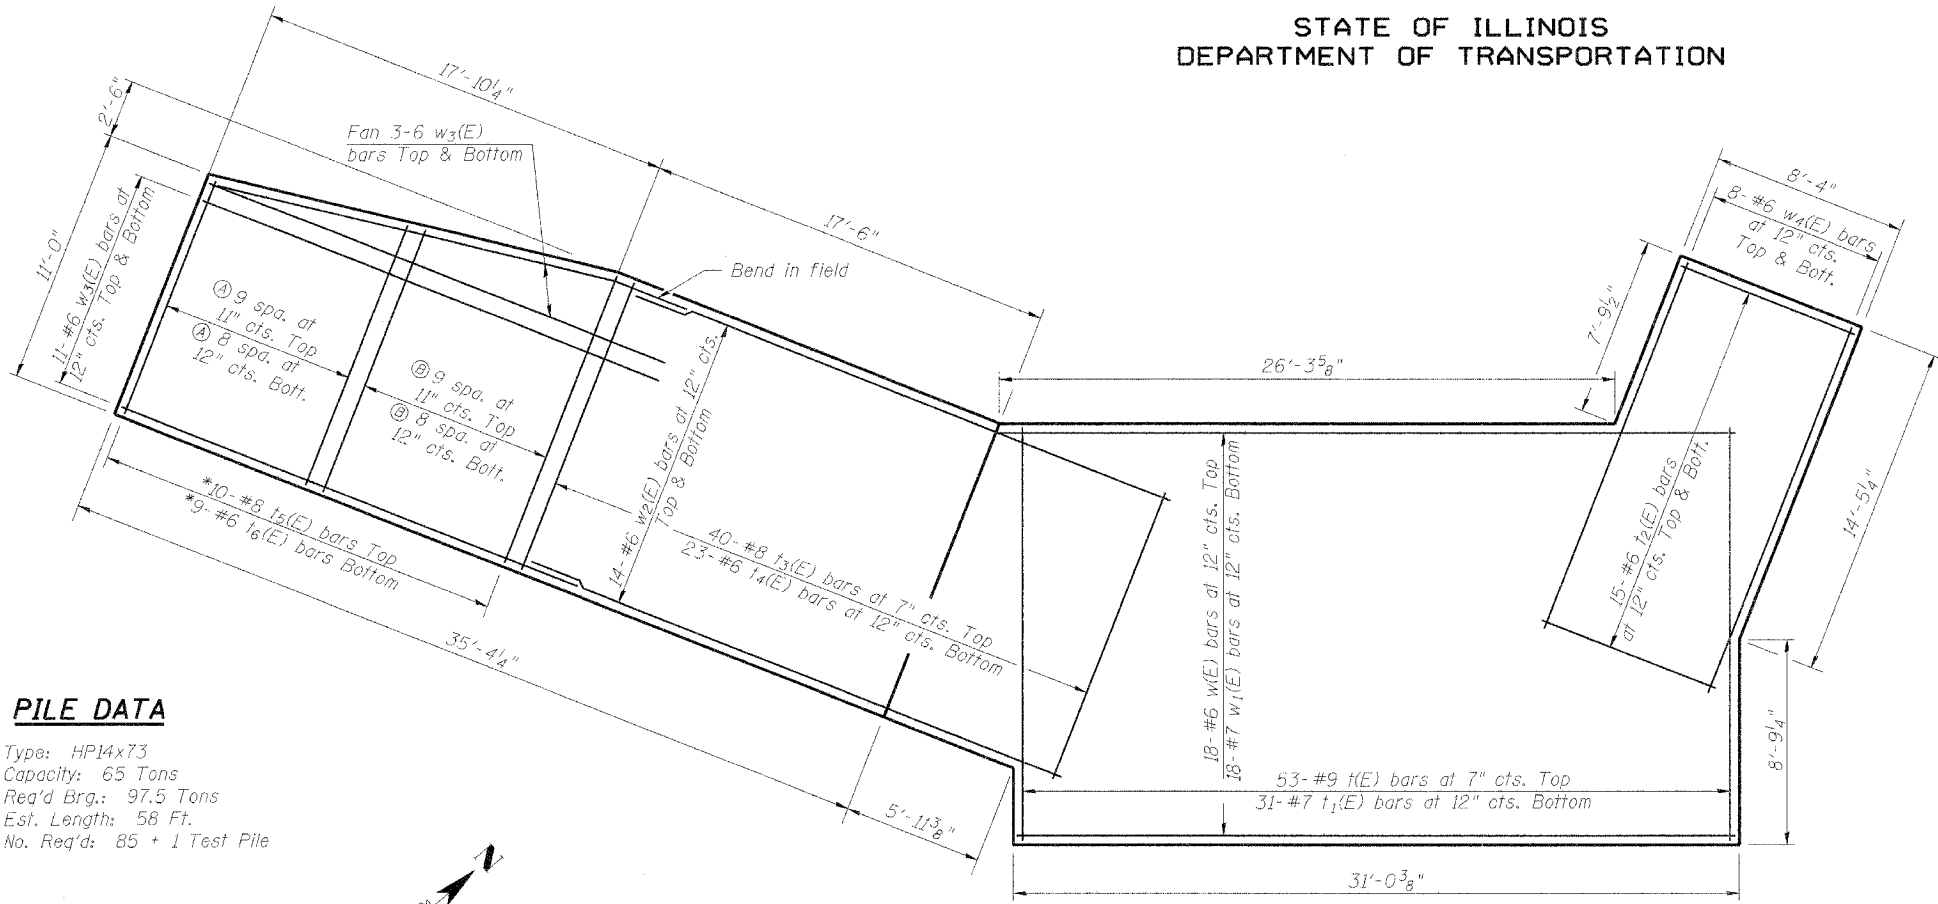 STATE OF ILLINOIS
DEPARTMENT OF TRANSPORTATION
17'-10¼"
2'-6"
Fan 3-6 w3(E)
bars Top & Bottom
11'-0"
11-#6 w3(E) bars at
12" cts. Top & Bottom
17'-6"
Bend in field
Ⓐ 9 spa. at
11" cts. Top
Ⓐ 8 spa. at
12" cts. Bott.
Ⓑ 9 spa. at
11" cts. Top
Ⓑ 8 spa. at
12" cts. Bott.
*10-#8 t5(E) bars Top
*9-#6 t6(E) bars Bottom
35'-4¼"
14-#6 w2(E) bars at 12" cts.
Top & Bottom
40-#8 t3(E) bars at 7" cts. Top
23-#6 t4(E) bars at 12" cts. Bottom
5'-11⅜"
26'-3⅝"
7'-9½"
8'-4"
8-#6 w4(E) bars
at 12" cts.
Top & Bott.
15-#6 t2(E) bars
at 12" cts. Top & Bott.
14'-5¼"
18-#6 w(E) bars at 12" cts. Top
18-#7 w1(E) bars at 12" cts. Bottom
53-#9 t(E) bars at 7" cts. Top
31-#7 t1(E) bars at 12" cts. Bottom
8'-9¼"
31'-0⅜"
PILE DATA
Type: HP14x73
Capacity: 65 Tons
Req'd Brg.: 97.5 Tons
Est. Length: 58 Ft.
No. Req'd: 85 + 1 Test Pile
N